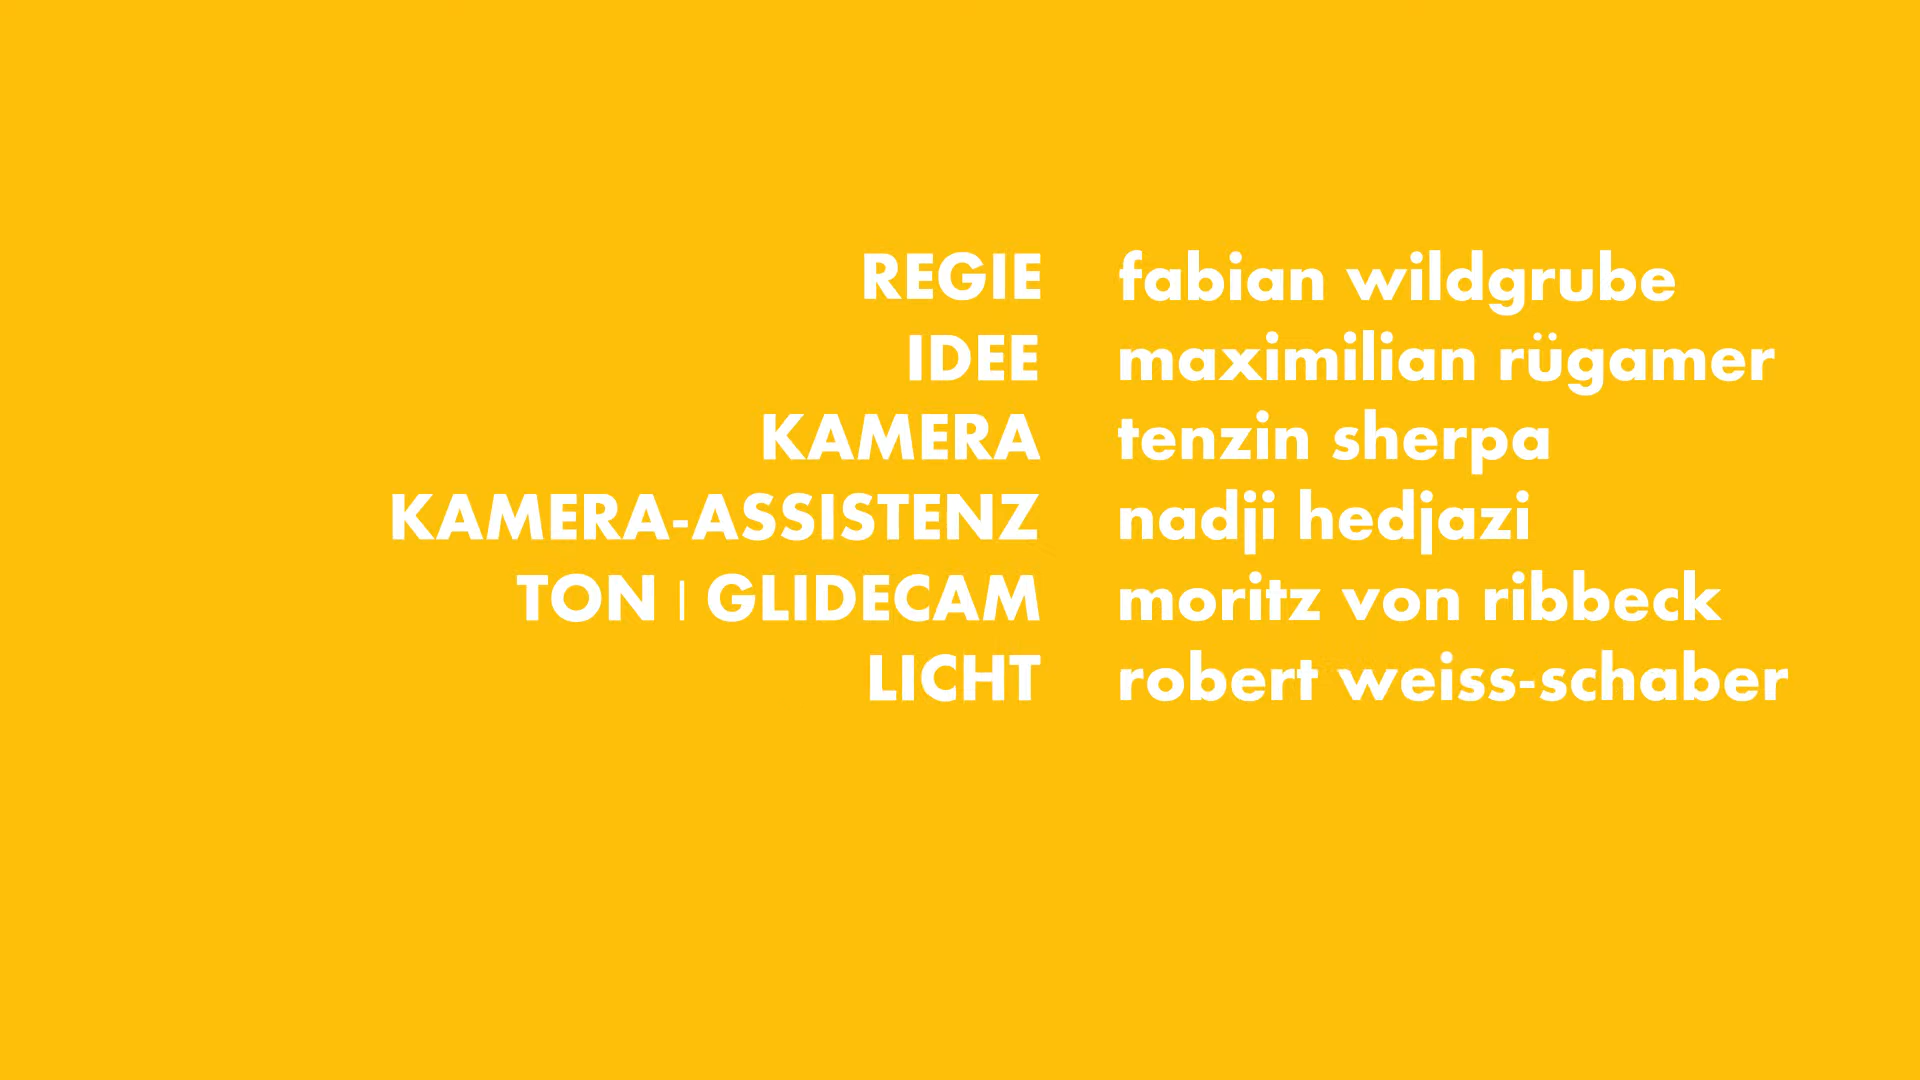 REGIE fabian wildgrube
IDEE maximilian rügamer
KAMERA tenzin sherpa
KAMERA-ASSISTENZ nadji hedjazi
TON | GLIDECAM moritz von ribbeck
LICHT robert weiss-schaber